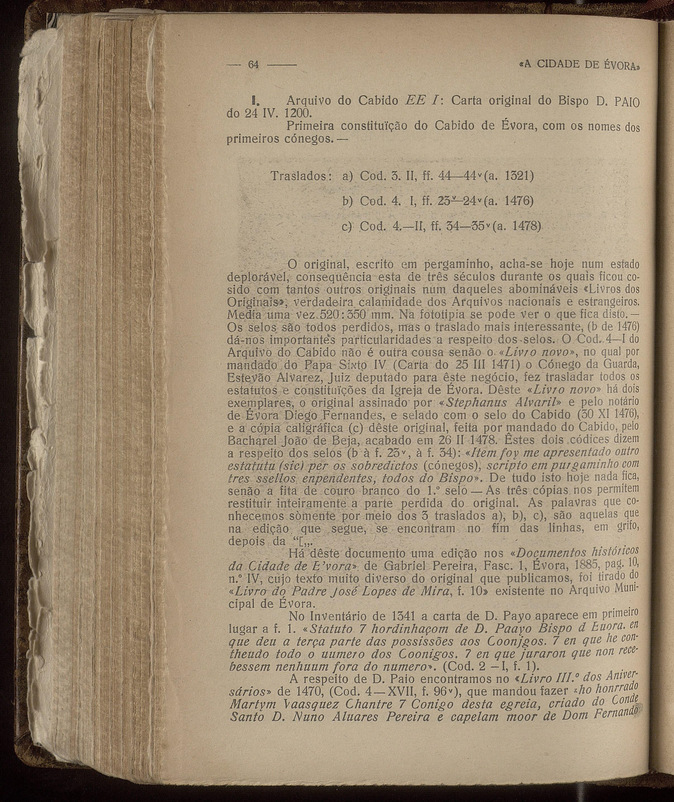 — 64 —— «A CIDADE DE ÉVORA»
I. Arquivo do Cabido EE I: Carta original do Bispo D. PAIO
do 24 IV. 1200.
Primeira constituïção do Cabido de Évora, com os nomes dos
primeiros cónegos. —
Traslados: a) Cod. 3. II, ff. 44—44v (a. 1321)
b) Cod. 4. I, ff. 23v—24v (a. 1476)
c) Cod. 4.—II, ff. 34—35v (a. 1478)
O original, escrito em pergaminho, acha-se hoje num estado
deplorável, consequência esta de três séculos durante os quais ficou co-
sido com tantos outros originais num daqueles abomináveis «Livros dos
Originais», verdadeira calamidade dos Arquivos nacionais e estrangeiros.
Media uma vez 520:350 mm. Na fototipia se pode ver o que fica disto. —
Os selos são todos perdidos, mas o traslado mais interessante, (b de 1476)
dá-nos importantes particularidades a respeito dos selos. O Cod. 4—I do
Arquivo do Cabido não é outra cousa senão o «Livro novo», no qual por
mandado do Papa Sixto IV (Carta do 25 III 1471) o Cónego da Guarda,
Estevão Alvarez, Juiz deputado para êste negócio, fez trasladar todos os
estatutos e constituïções da Igreja de Évora. Dêste «Livro novo» há dois
exemplares, o original assinado por «Stephanus Alvaril» e pelo notário
de Évora Diego Fernandes, e selado com o selo do Cabido (30 XI 1476),
e a cópia caligráfica (c) dêste original, feita por mandado do Cabido, pelo
Bacharel João de Beja, acabado em 26 II 1478. Êstes dois códices dizem
a respeito dos selos (b à f. 23v, à f. 34): «Item foy me apresentado outro
estatutu (sic) per os sobredictos (cónegos), scripto em purgaminho com
tres ssellos enpendentes, todos do Bispo». De tudo isto hoje nada fica,
senão a fita de couro branco do 1.º selo — As três cópias nos permitem
restituir inteiramente a parte perdida do original. As palavras que co-
nhecemos sòmente por meio dos 3 traslados a), b), c), são aquelas que
na edição que segue, se encontram no fim das linhas, em grifo,
depois da "[„.
Há dêste documento uma edição nos «Documentos históricos
da Cidade de E'vora» de Gabriel Pereira, Fasc. 1, Évora, 1885, pag. 10,
n.º IV, cujo texto muito diverso do original que publicamos, foi tirado do
«Livro do Padre José Lopes de Mira, f. 10» existente no Arquivo Muni-
cipal de Évora.
No Inventário de 1341 a carta de D. Payo aparece em primeiro
lugar a f. 1. «Statuto 7 hordinhaçom de D. Paayo Bispo d Euora. en
que deu a terça parte das possissões aos Coonjgos. 7 en que he con-
theudo todo o uumero dos Coonigos. 7 en que juraron que non rece-
bessem nenhuum fora do numero». (Cod. 2 –I, f. 1).
A respeito de D. Paio encontramos no «Livro III.º dos Aniver-
sários» de 1470, (Cod. 4—XVII, f. 96v), que mandou fazer «ho honrrado
Martym Vaasquez Chantre 7 Conigo desta egreia, criado do Conde
Santo D. Nuno Aluares Pereira e capelam moor de Dom Fernando